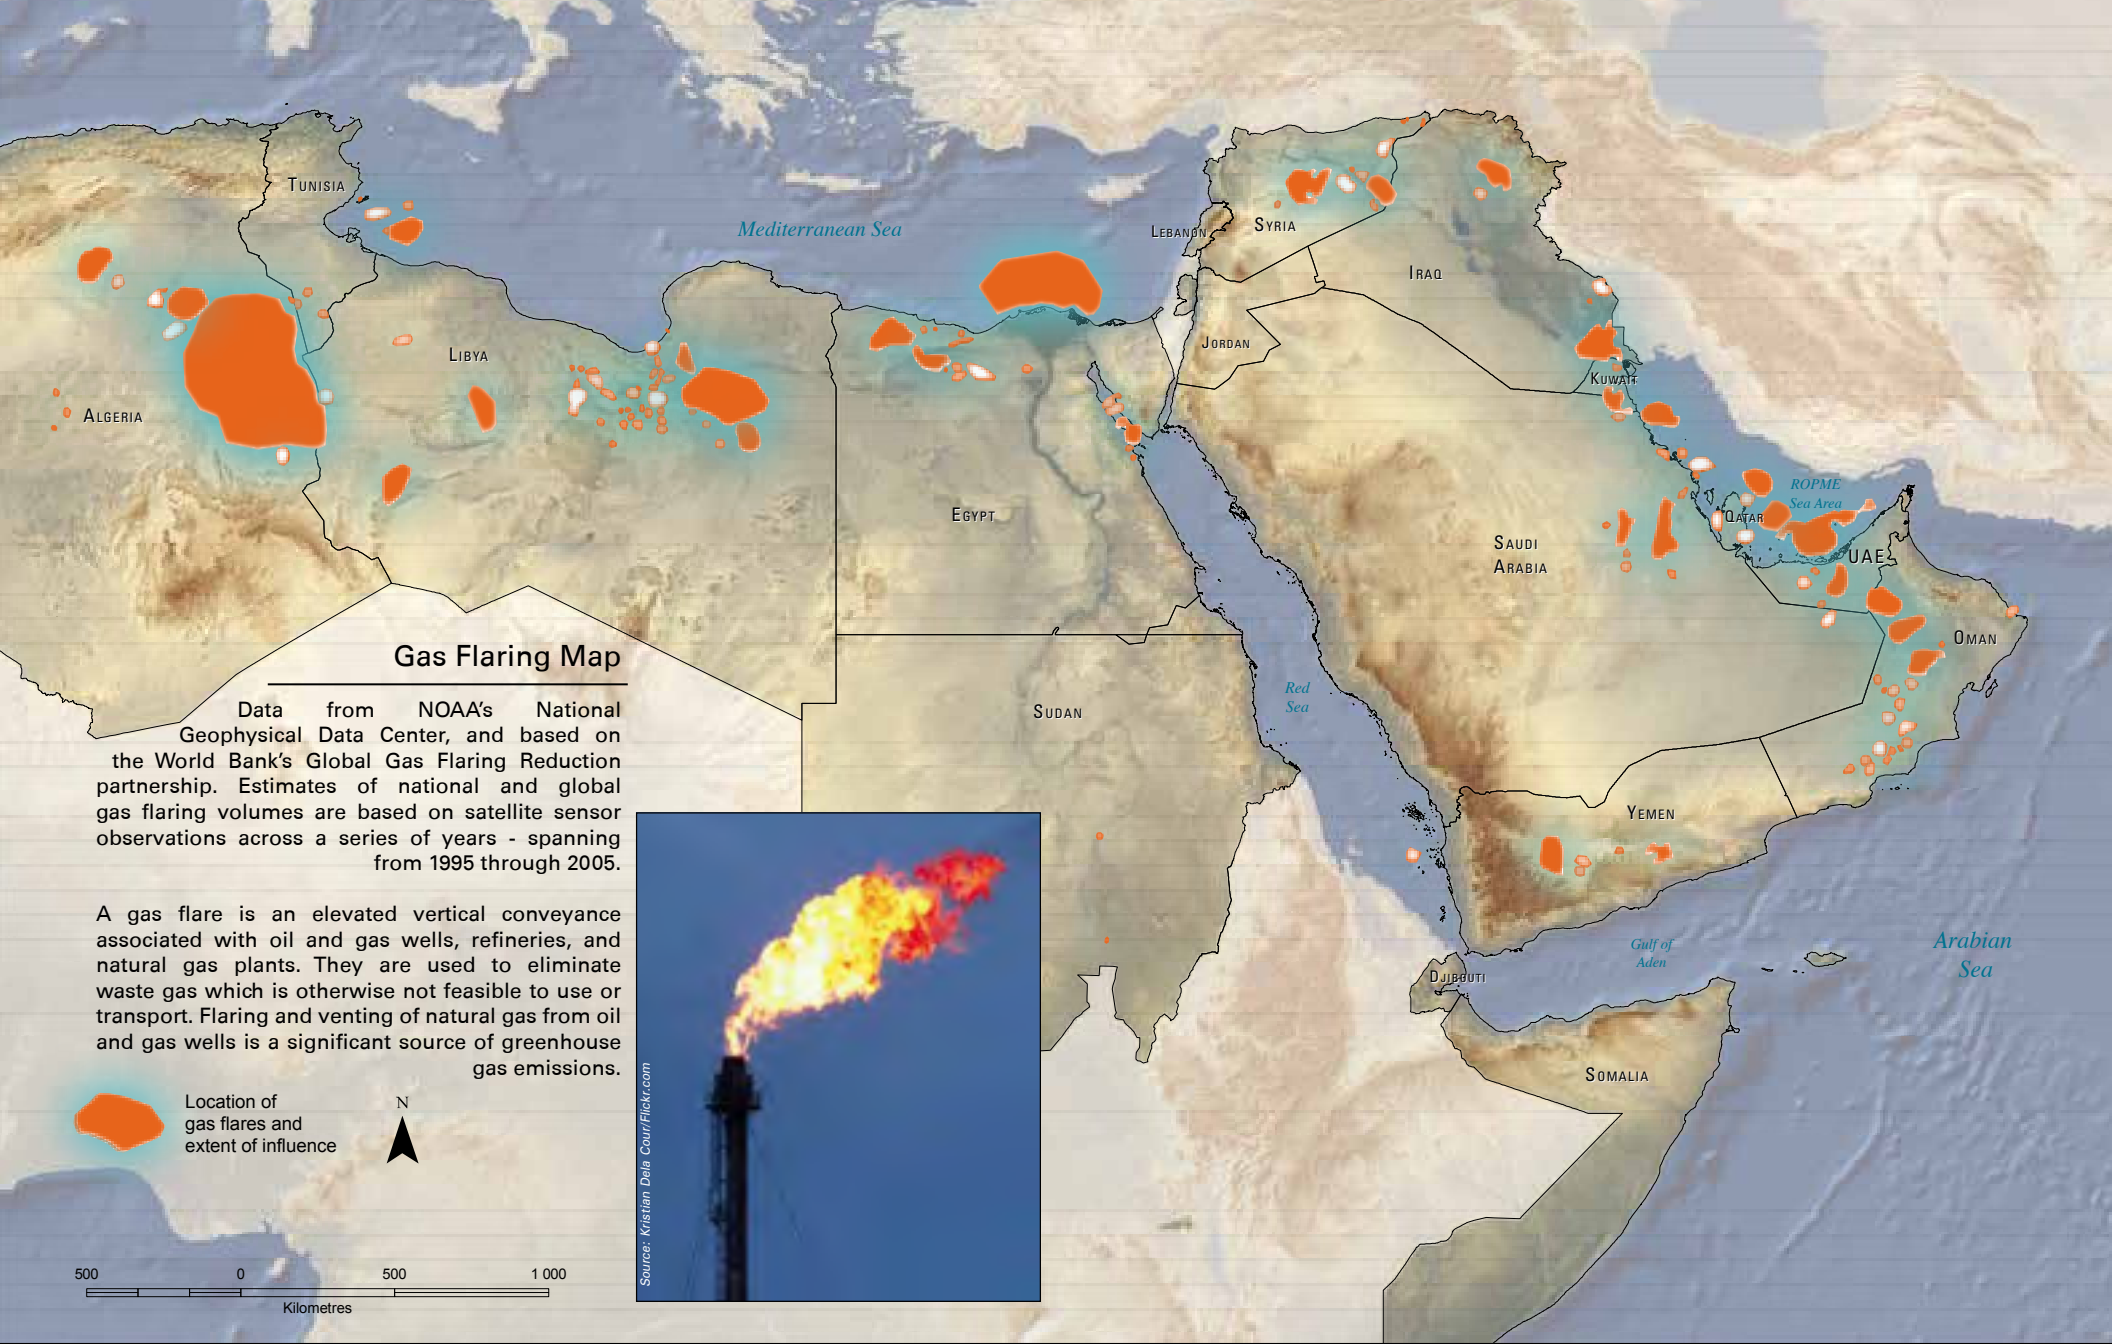 Tunisia
Mediterranean Sea
Lebanon
Syria
Iraq
Jordan
Libya
Kuwait
Algeria
ROPME
Sea Area
Qatar
Egypt
Saudi
Arabia
UAE
Oman
Gas Flaring Map
Red
Sea
Sudan
Data from NOAA's National
Geophysical Data Center, and based on
the World Bank's Global Gas Flaring Reduction
partnership. Estimates of national and global
gas flaring volumes are based on satellite sensor
observations across a series of years - spanning
from 1995 through 2005.
Yemen
A gas flare is an elevated vertical conveyance
associated with oil and gas wells, refineries, and
natural gas plants. They are used to eliminate
waste gas which is otherwise not feasible to use or
transport. Flaring and venting of natural gas from oil
and gas wells is a significant source of greenhouse
gas emissions.
Gulf of
Aden
Arabian
Sea
Djibouti
Somalia
Location of
gas flares and
extent of influence
N
Source: Kristian Dela Cour/Flickr.com
500 0 500 1 000
Kilometres